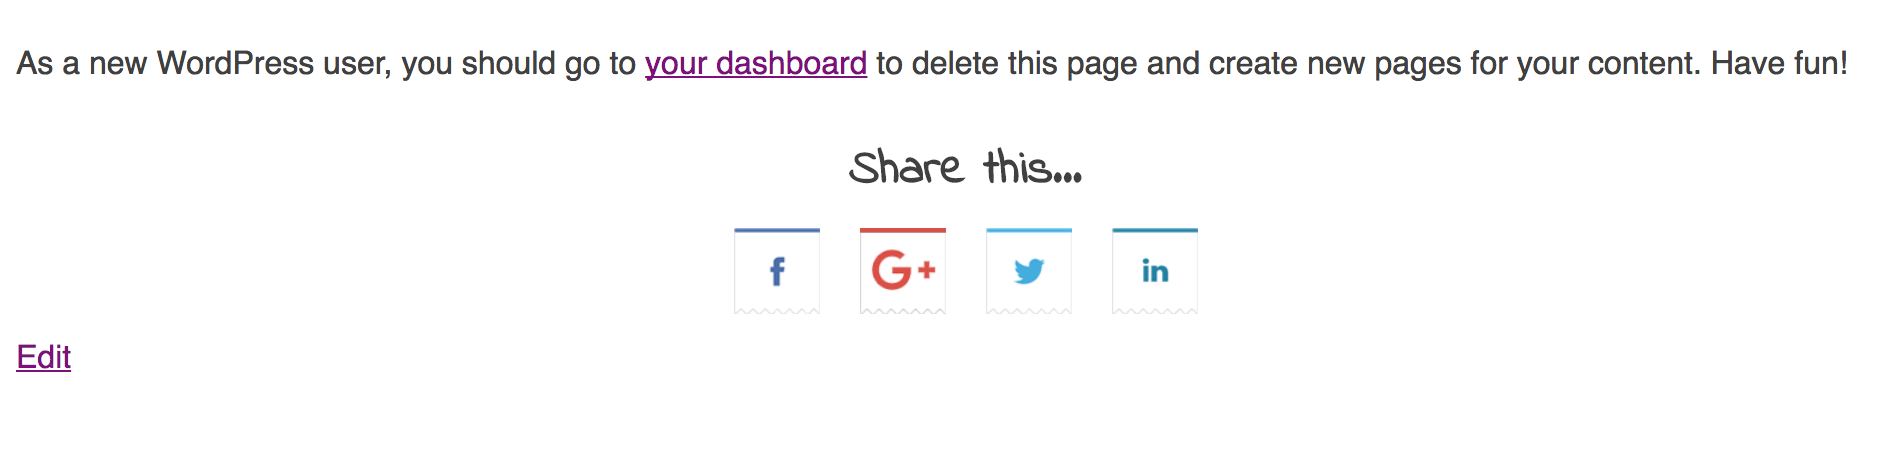 As a new WordPress user, you should go to your dashboard to delete this page and create new pages for your content. Have fun!
Share this...
f G+ in
Edit